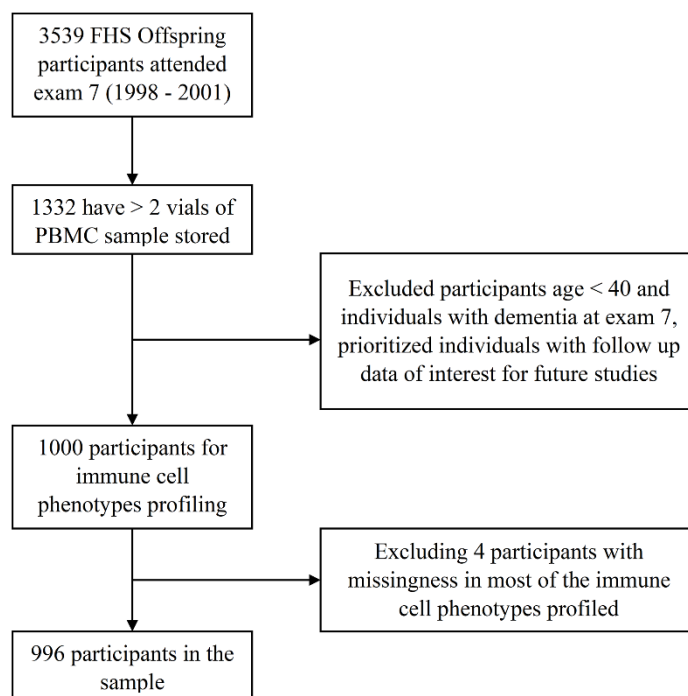 3539 FHS Offspring
participants attended
exam 7 (1998 - 2001)
1332 have > 2 vials of
PBMC sample stored
Excluded participants age < 40 and
individuals with dementia at exam 7,
prioritized individuals with follow up
data of interest for future studies
1000 participants for
immune cell
phenotypes profiling
Excluding 4 participants with
missingness in most of the immune
cell phenotypes profiled
996 participants in the
sample